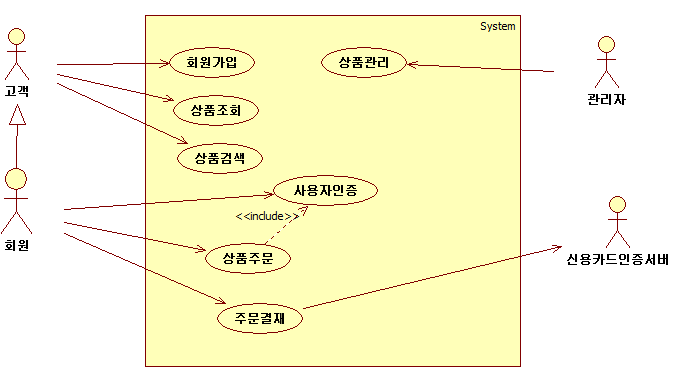 System
고객
회원가입
상품관리
관리자
상품조회
상품검색
회원
사용자인증
<<include>>
상품주문
신용카드인증서버
주문결재